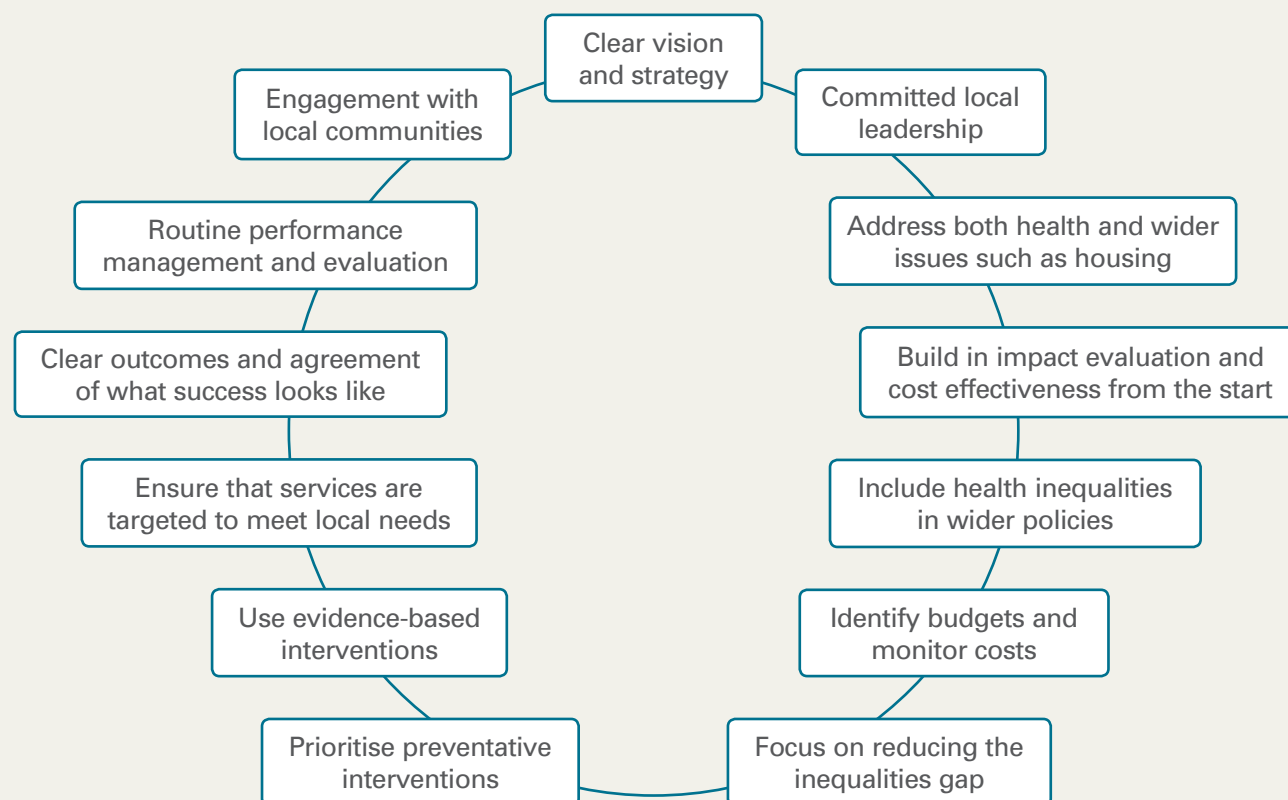 Clear vision
and strategy
Committed local
leadership
Address both health and wider
issues such as housing
Build in impact evaluation and
cost effectiveness from the start
Include health inequalities
in wider policies
Identify budgets and
monitor costs
Focus on reducing the
inequalities gap
Prioritise preventative
interventions
Use evidence-based
interventions
Ensure that services are
targeted to meet local needs
Clear outcomes and agreement
of what success looks like
Routine performance
management and evaluation
Engagement with
local communities